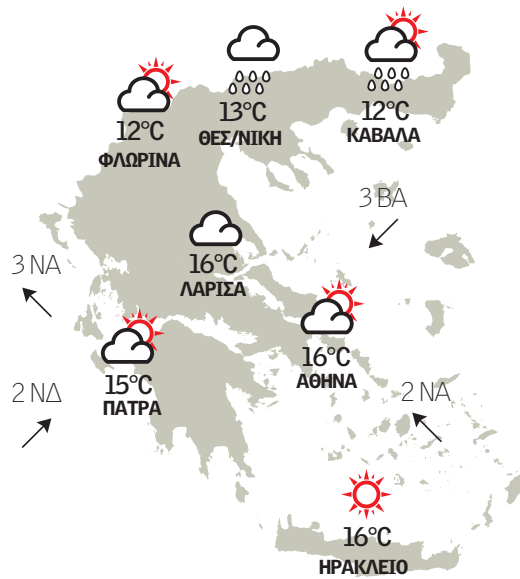 13°C
ΘΕΣ/ΝΙΚΗ
12°C
ΚΑΒΑΛΑ
12°C
ΦΛΩΡΙΝΑ
3 ΒΑ
16°C
ΛΑΡΙΣΑ
3 ΝΑ
16°C
ΑΘΗΝΑ
15°C
ΠΑΤΡΑ
2 ΝΔ
2 ΝΑ
16°C
ΗΡΑΚΛΕΙΟ